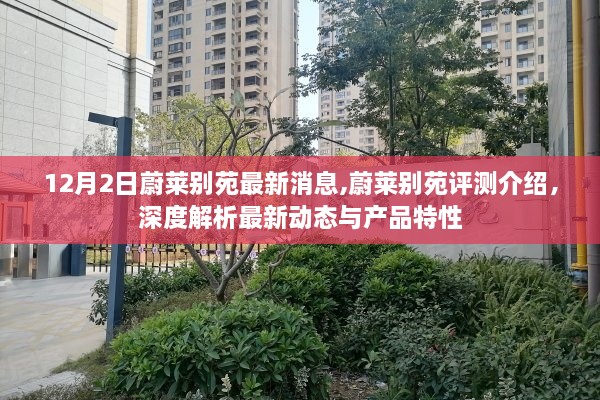 12月2日蔚莱别苑最新消息,蔚莱别苑评测介绍，
深度解析最新动态与产品特性